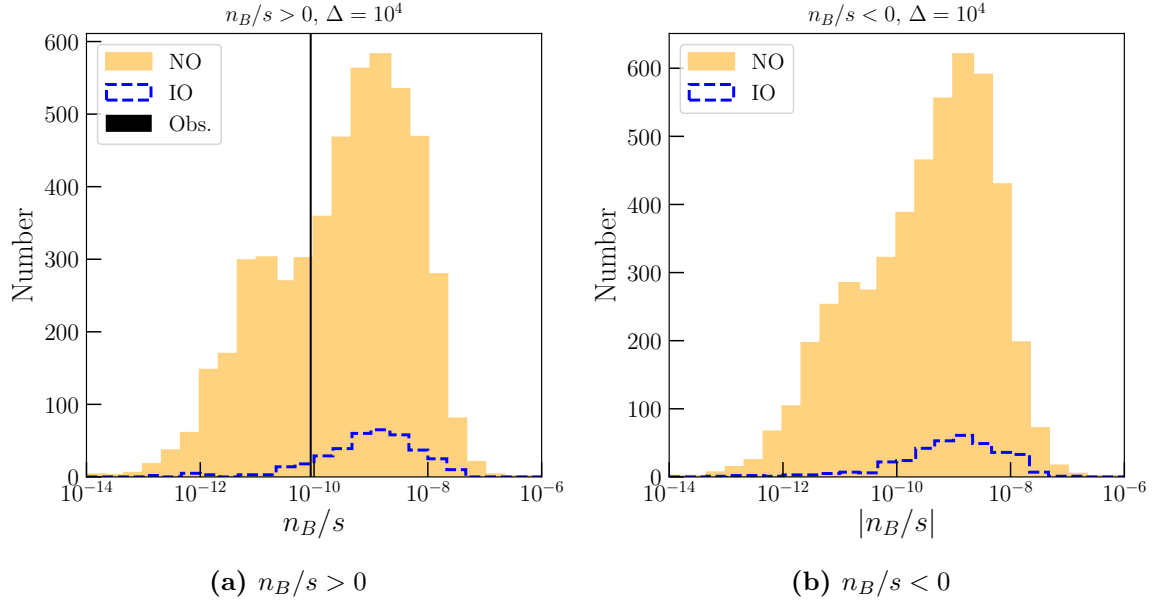 n_B/s > 0, Δ = 10^4
NO
IO
Obs.
Number
600
500
400
300
200
100
0
10^−14
10^−12
10^−10
10^−8
10^−6
n_B/s
(a) n_B/s > 0
n_B/s < 0, Δ = 10^4
NO
IO
Number
600
500
400
300
200
100
0
10^−14
10^−12
10^−10
10^−8
10^−6
|n_B/s|
(b) n_B/s < 0